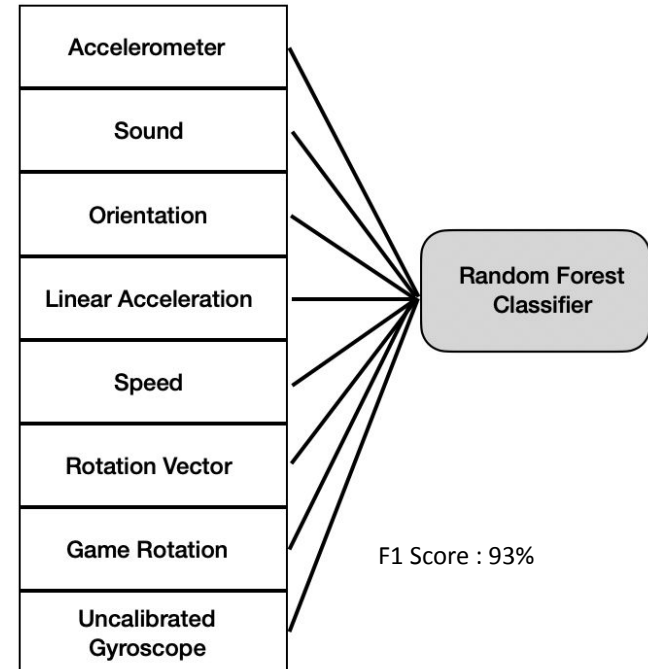 Accelerometer
Sound
Orientation
Linear Acceleration
Speed
Rotation Vector
Game Rotation
Uncalibrated
Gyroscope
Random Forest
Classifier
F1 Score : 93%